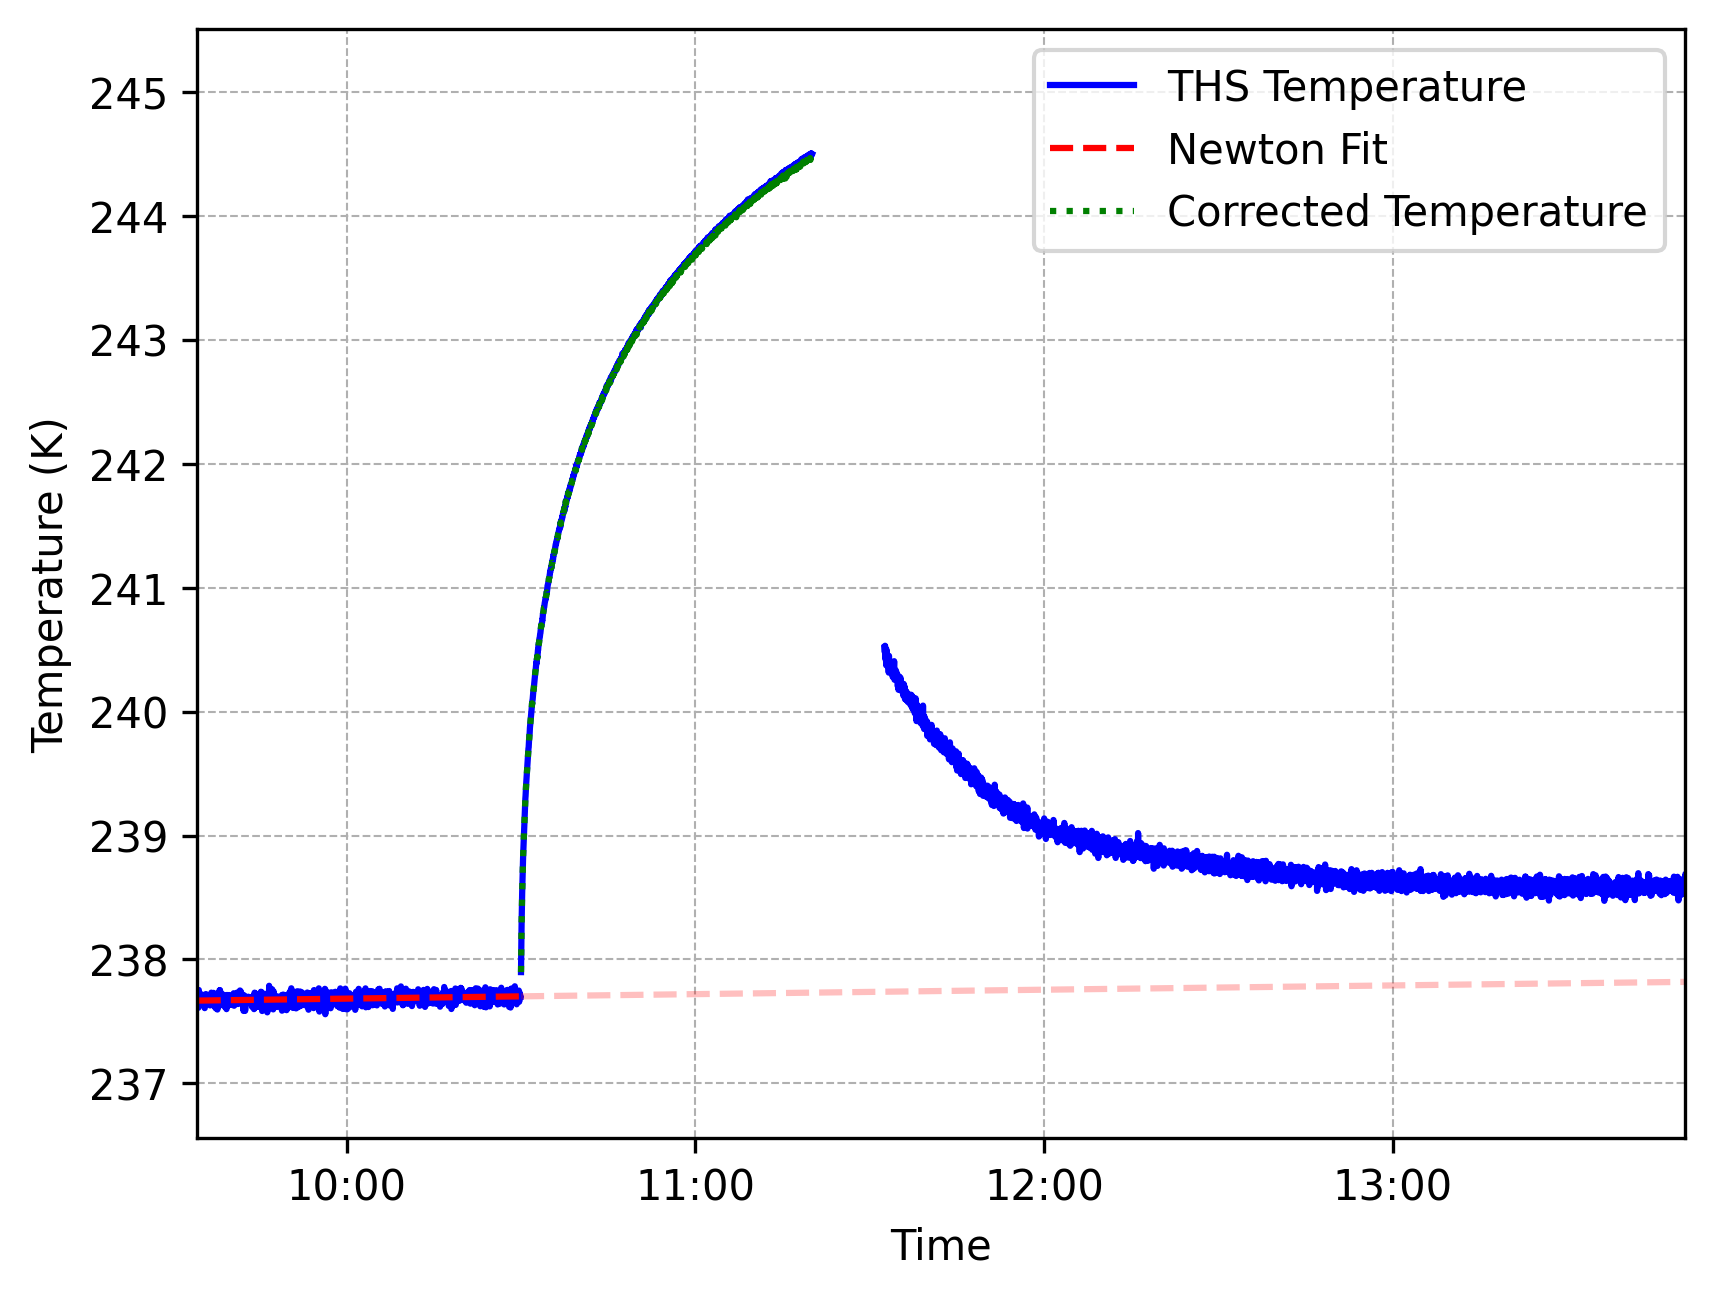 245
244
243
242
241
240
239
238
237
Temperature (K)
THS Temperature
Newton Fit
Corrected Temperature
10:00
11:00
12:00
13:00
Time